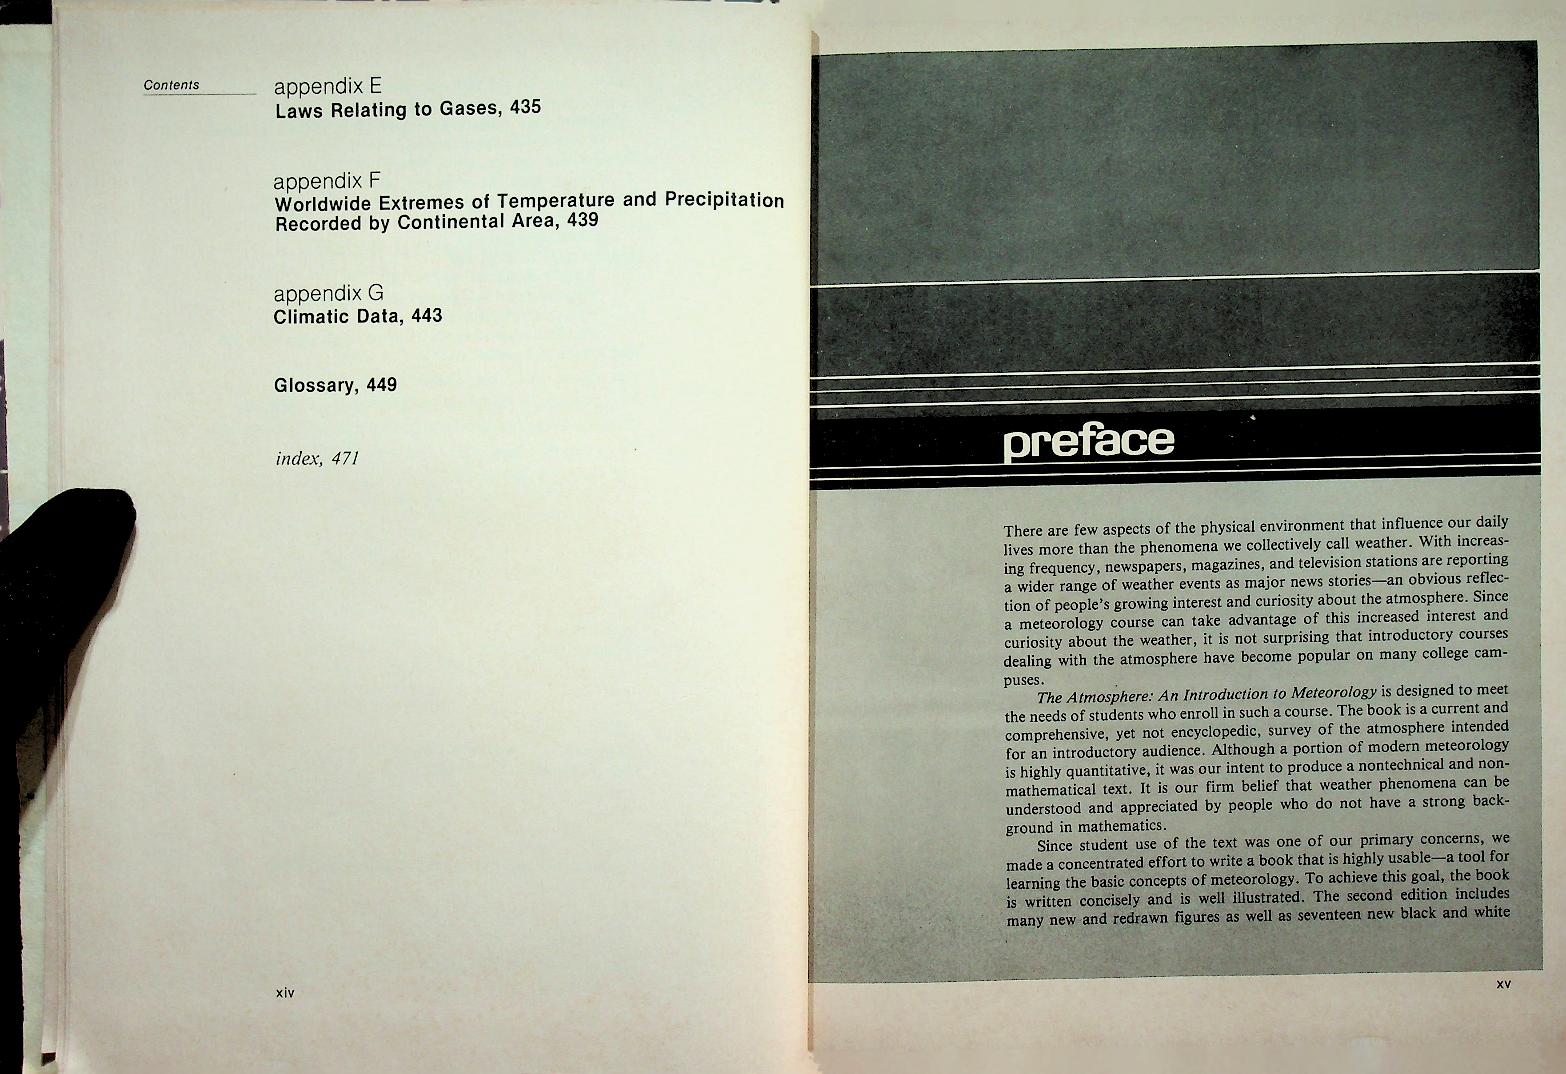 Contents
appendix E
Laws Relating to Gases, 435
appendix F
Worldwide Extremes of Temperature and Precipitation
Recorded by Continental Area, 439
appendix G
Climatic Data, 443
Glossary, 449
index, 471
xiv
preface
There are few aspects of the physical environment that influence our daily
lives more than the phenomena we collectively call weather. With increas-
ing frequency, newspapers, magazines, and television stations are reporting
a wider range of weather events as major news stories—an obvious reflec-
tion of people's growing interest and curiosity about the atmosphere. Since
a meteorology course can take advantage of this increased interest and
curiosity about the weather, it is not surprising that introductory courses
dealing with the atmosphere have become popular on many college cam-
puses.
The Atmosphere: An Introduction to Meteorology is designed to meet
the needs of students who enroll in such a course. The book is a current and
comprehensive, yet not encyclopedic, survey of the atmosphere intended
for an introductory audience. Although a portion of modern meteorology
is highly quantitative, it was our intent to produce a nontechnical and non-
mathematical text. It is our firm belief that weather phenomena can be
understood and appreciated by people who do not have a strong back-
ground in mathematics.
Since student use of the text was one of our primary concerns, we
made a concentrated effort to write a book that is highly usable—a tool for
learning the basic concepts of meteorology. To achieve this goal, the book
is written concisely and is well illustrated. The second edition includes
many new and redrawn figures as well as seventeen new black and white
xv